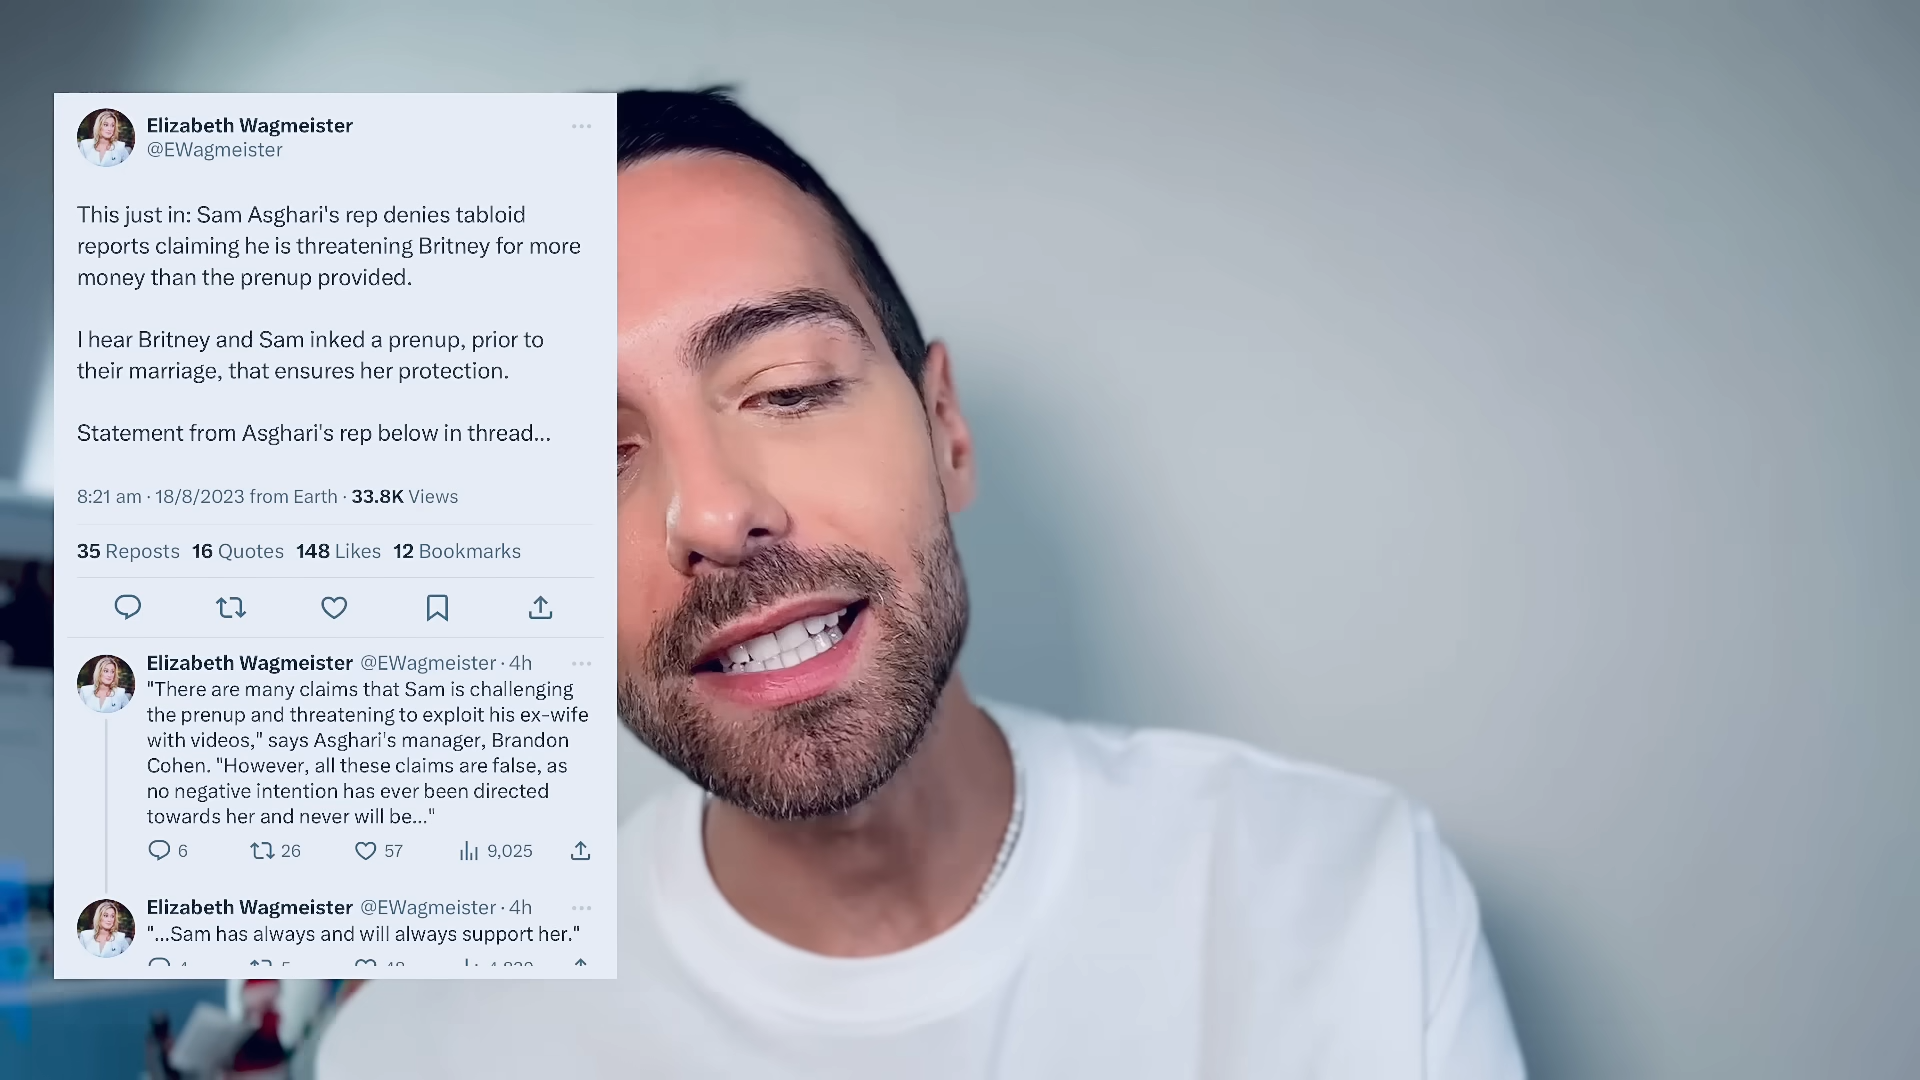 Elizabeth Wagmeister
@EWagmeister
This just in: Sam Asghari's rep denies tabloid
reports claiming he is threatening Britney for more
money than the prenup provided.
I hear Britney and Sam inked a prenup, prior to
their marriage, that ensures her protection.
Statement from Asghari's rep below in thread...
8:21 am · 18/8/2023 from Earth · 33.8K Views
35 Reposts 16 Quotes 148 Likes 12 Bookmarks
Elizabeth Wagmeister @EWagmeister · 4h
"There are many claims that Sam is challenging
the prenup and threatening to exploit his ex-wife
with videos," says Asghari's manager, Brandon
Cohen. "However, all these claims are false, as
no negative intention has ever been directed
towards her and never will be..."
6 26 57 9,025
Elizabeth Wagmeister @EWagmeister · 4h
"...Sam has always and will always support her."